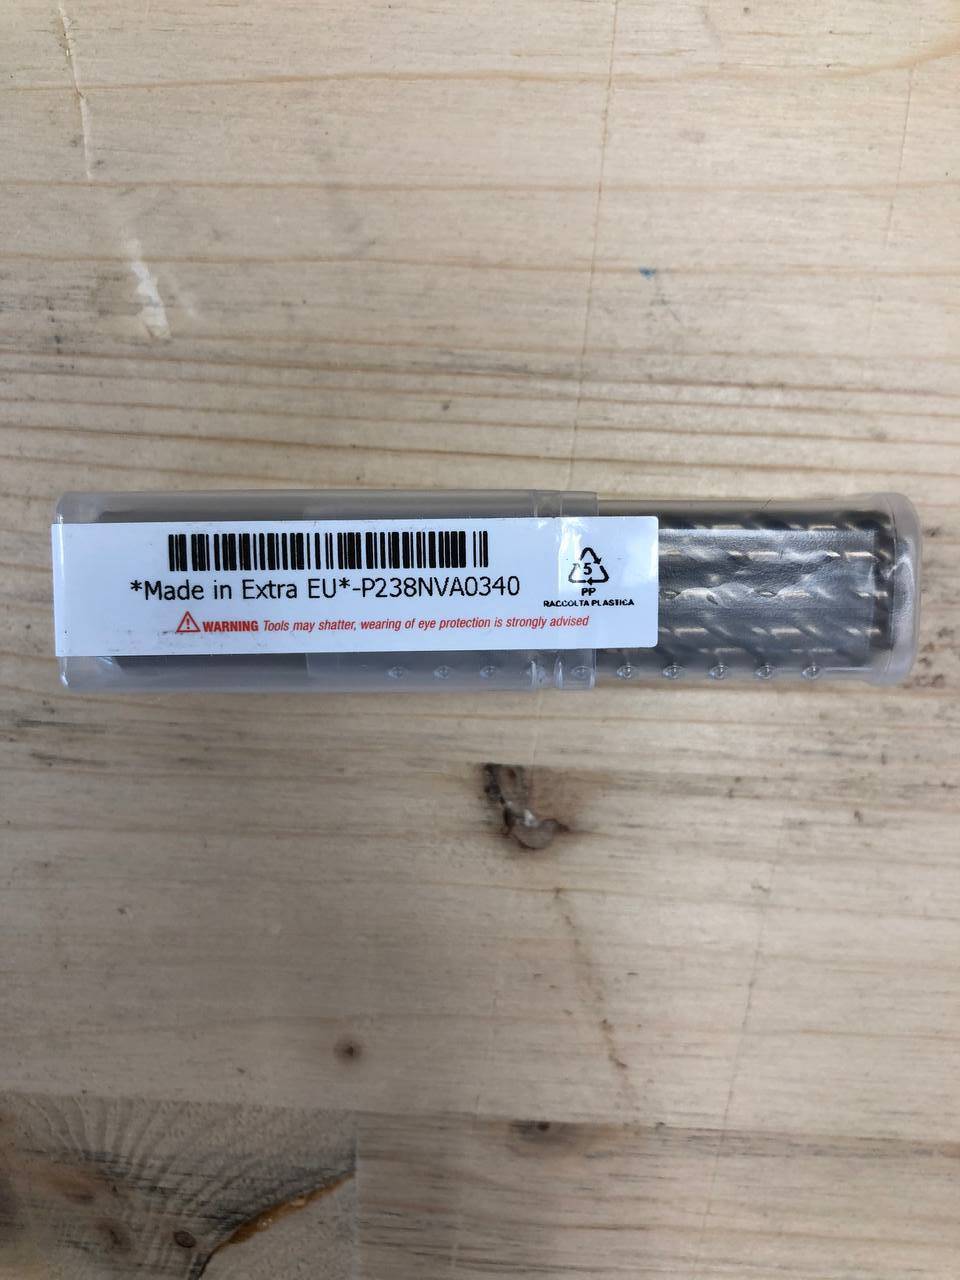 *Made in Extra EU*-P238NVA0340
WARNING Tools may shatter, wearing of eye protection is strongly advised
5
PP
RACCOLTA PLASTICA